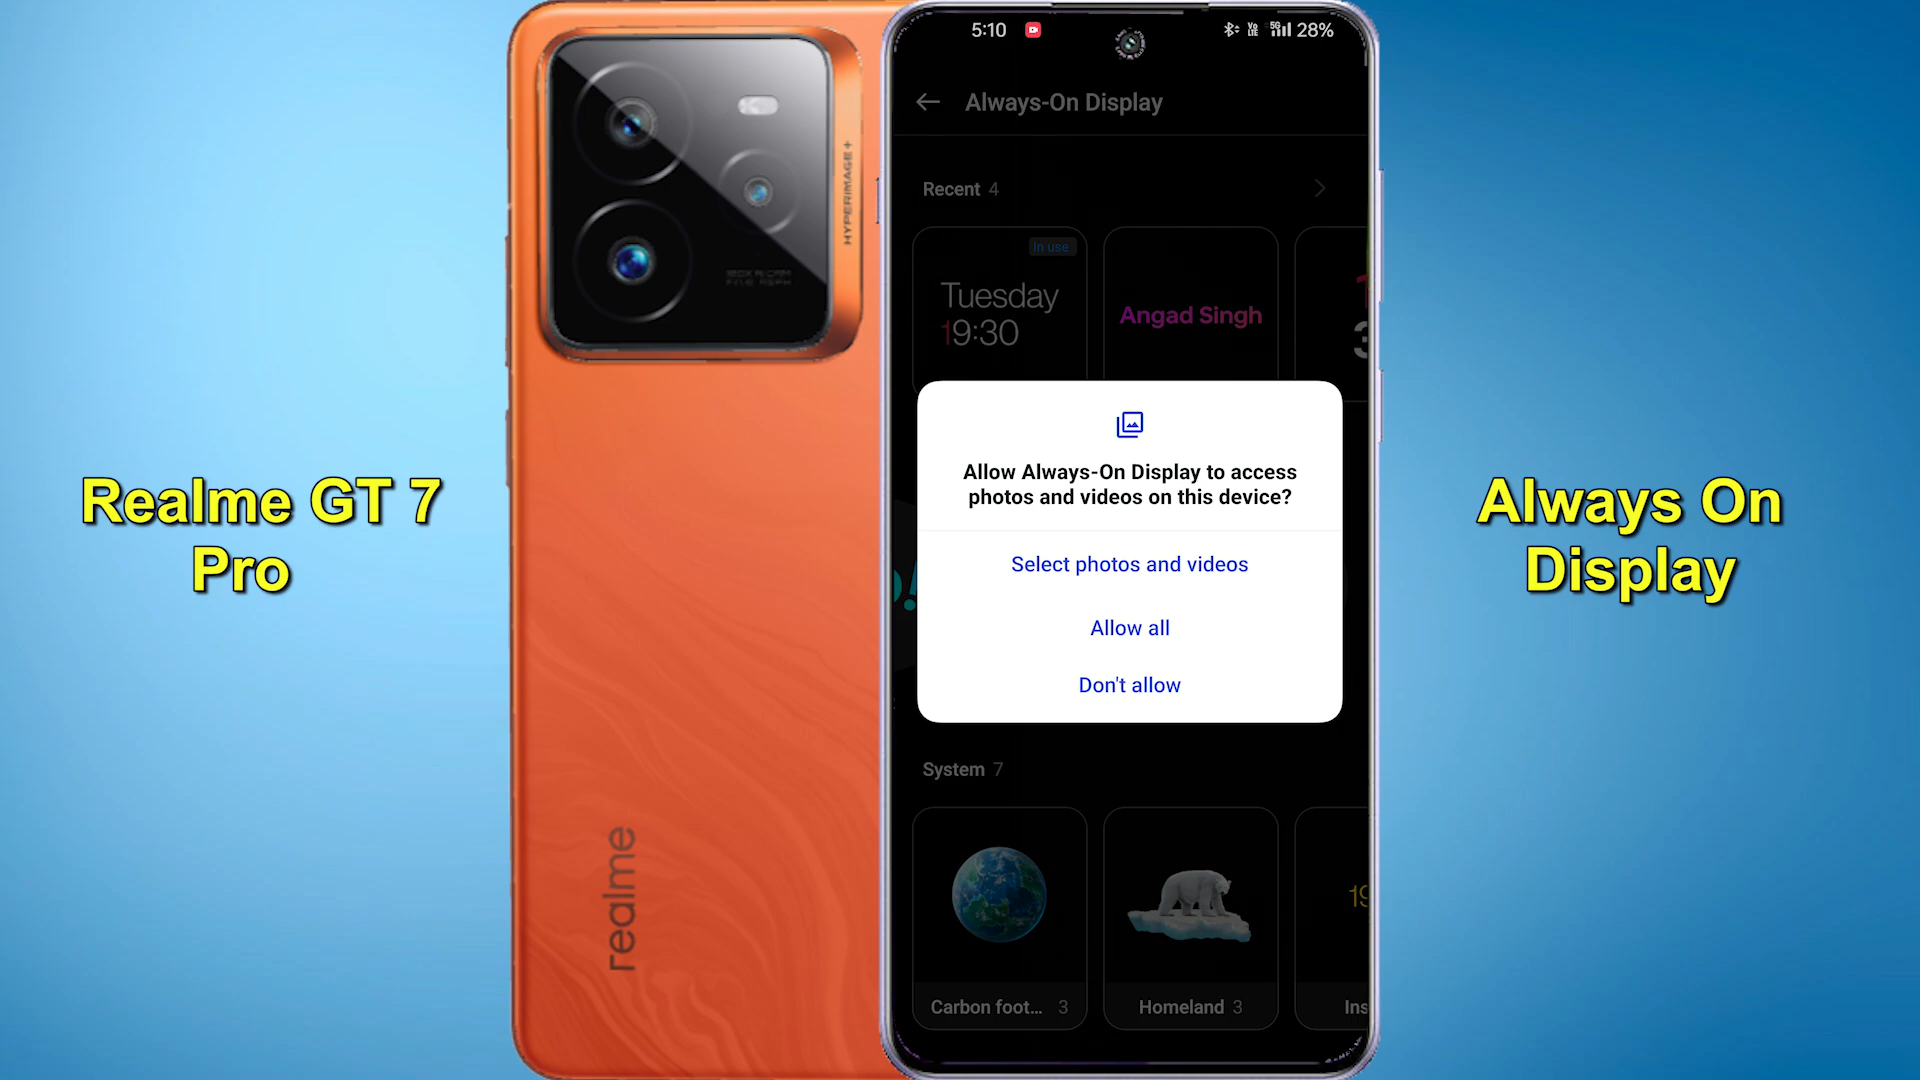 Realme GT 7
Pro
HYPERIMAGE+
realme
5:10
5G
28%
Always-On Display
Recent 4
In use
Tuesday
19:30
Angad Singh
Allow Always-On Display to access
photos and videos on this device?
Select photos and videos
Allow all
Don't allow
System 7
Carbon foot... 3
Homeland 3
Ins
Always On
Display